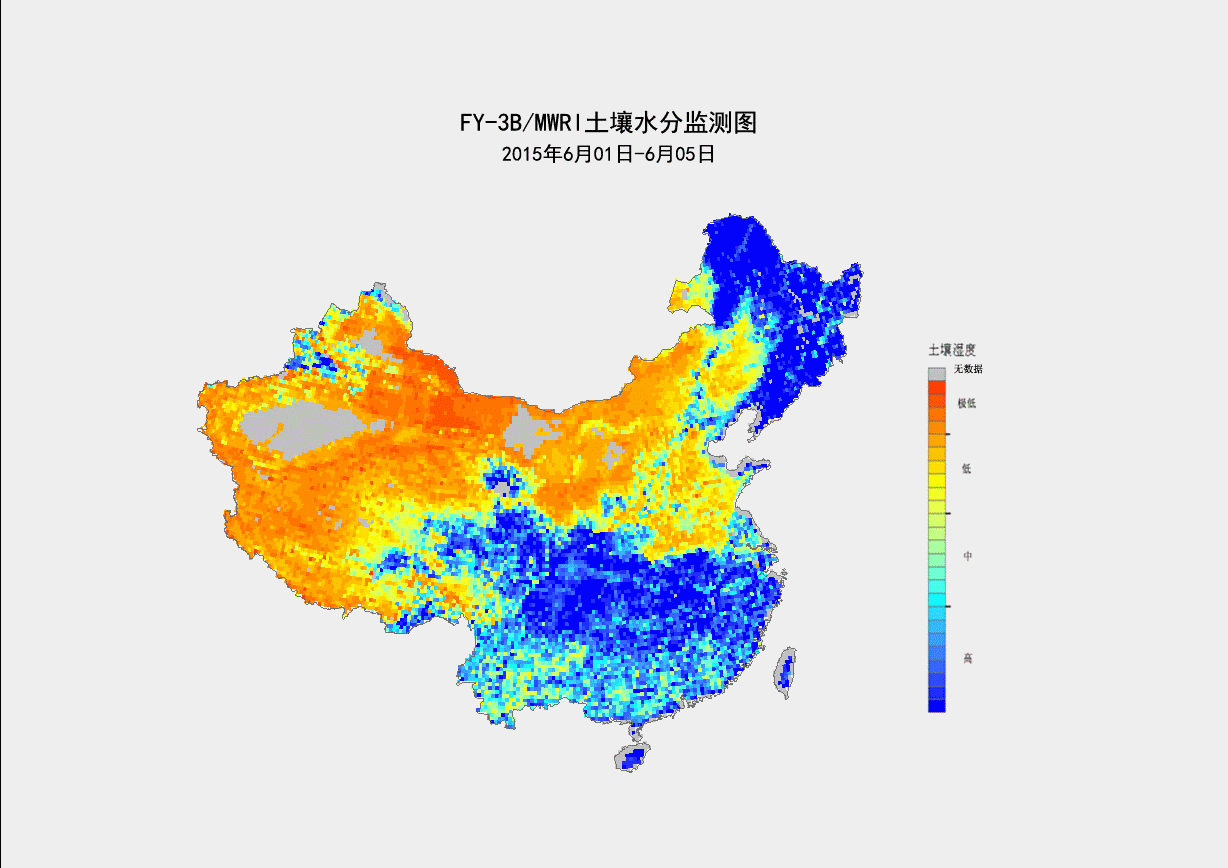 FY-3B/MWRI土壤水分监测图
2015年6月01日-6月05日
土壤湿度
无数据
极低
低
中
高